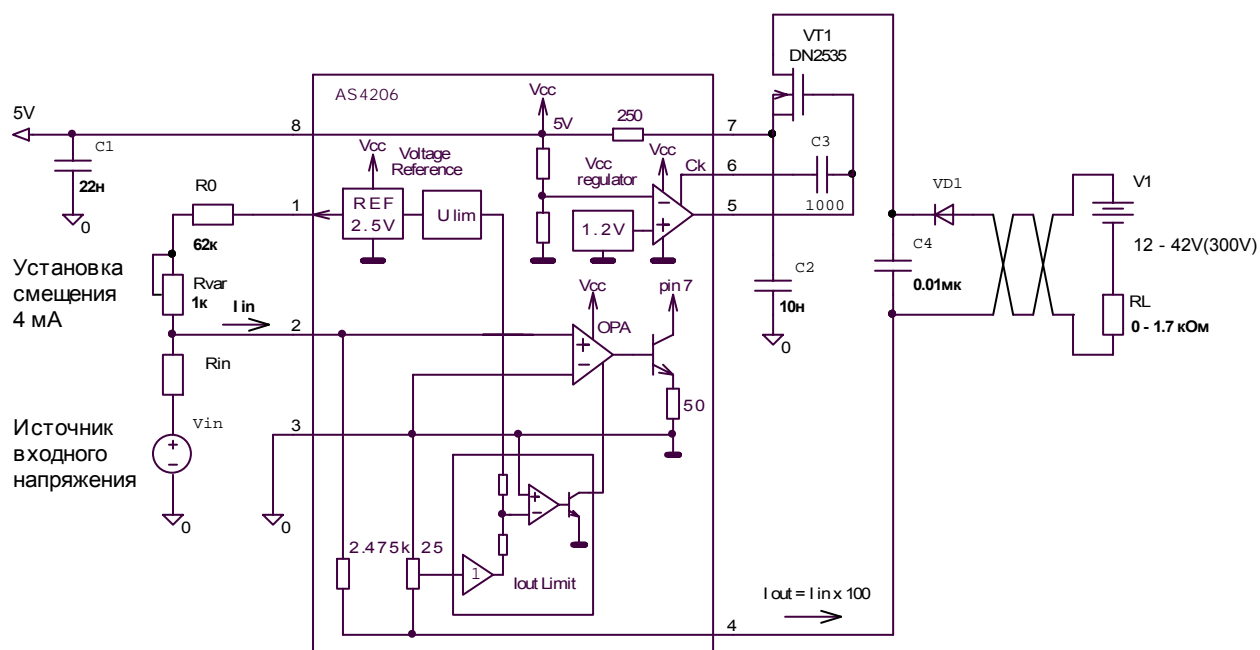 VT1
DN2535
AS4206
5V
8
Vcc
5V
250
7
C1
22н
0
Vcc
Voltage
Reference
Vcc
regulator
Vcc
Ck
6
C3
1000
R0
62к
1
REF
2.5V
Ulim
1.2V
5
VD1
V1
12 - 42V(300V)
C4
0.01мк
RL
0 - 1.7 кОм
C2
10н
0
Установка
смещения
4 мА
Rvar
1к
I in
2
Vcc
OPA
pin 7
50
Rin
Vin
Источник
входного
напряжения
0
3
0
2.475k
25
1
Iout Limit
I out = I in x 100
4